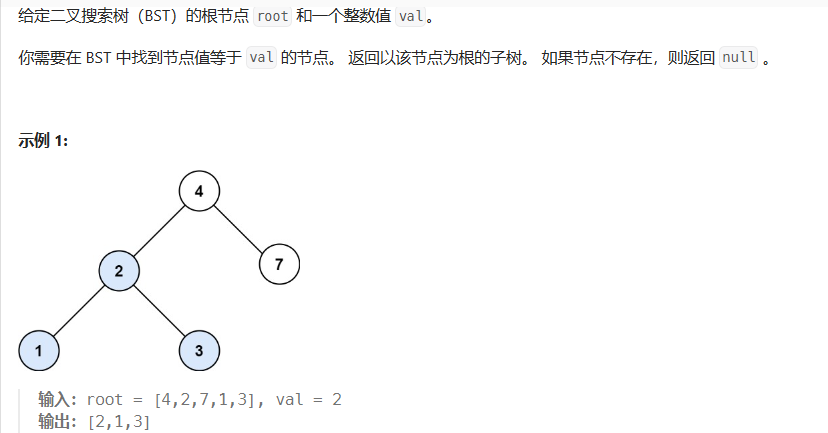 给定二叉搜索树（BST）的根节点 root 和一个整数值 val。
你需要在 BST 中找到节点值等于 val 的节点。 返回以该节点为根的子树。 如果节点不存在，则返回 null 。
示例 1:
4
2
7
1
3
输入: root = [4,2,7,1,3], val = 2
输出: [2,1,3]